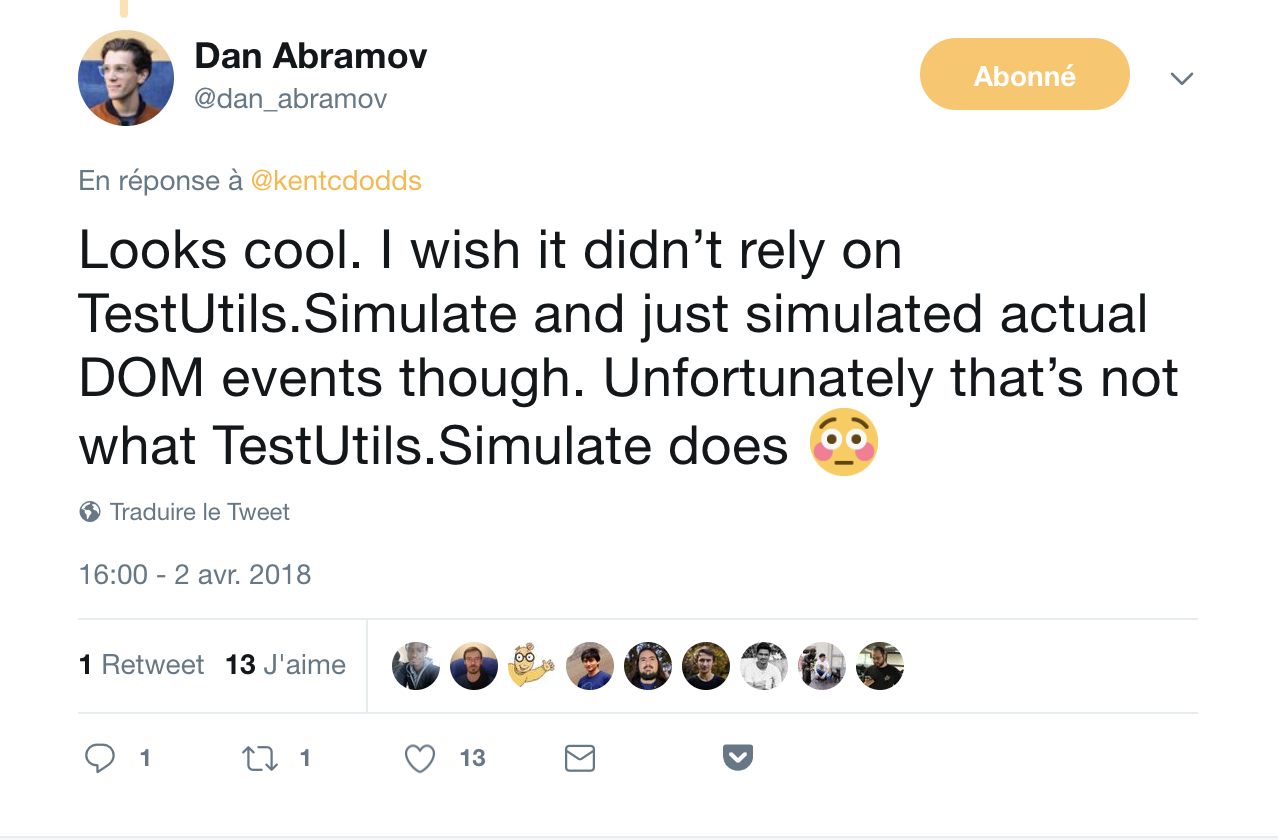 Dan Abramov
@dan_abramov
Abonné
En réponse à @kentcdodds
Looks cool. I wish it didn’t rely on
TestUtils.Simulate and just simulated actual
DOM events though. Unfortunately that’s not
what TestUtils.Simulate does 😳
Traduire le Tweet
16:00 - 2 avr. 2018
1 Retweet 13 J'aime
1 1 13